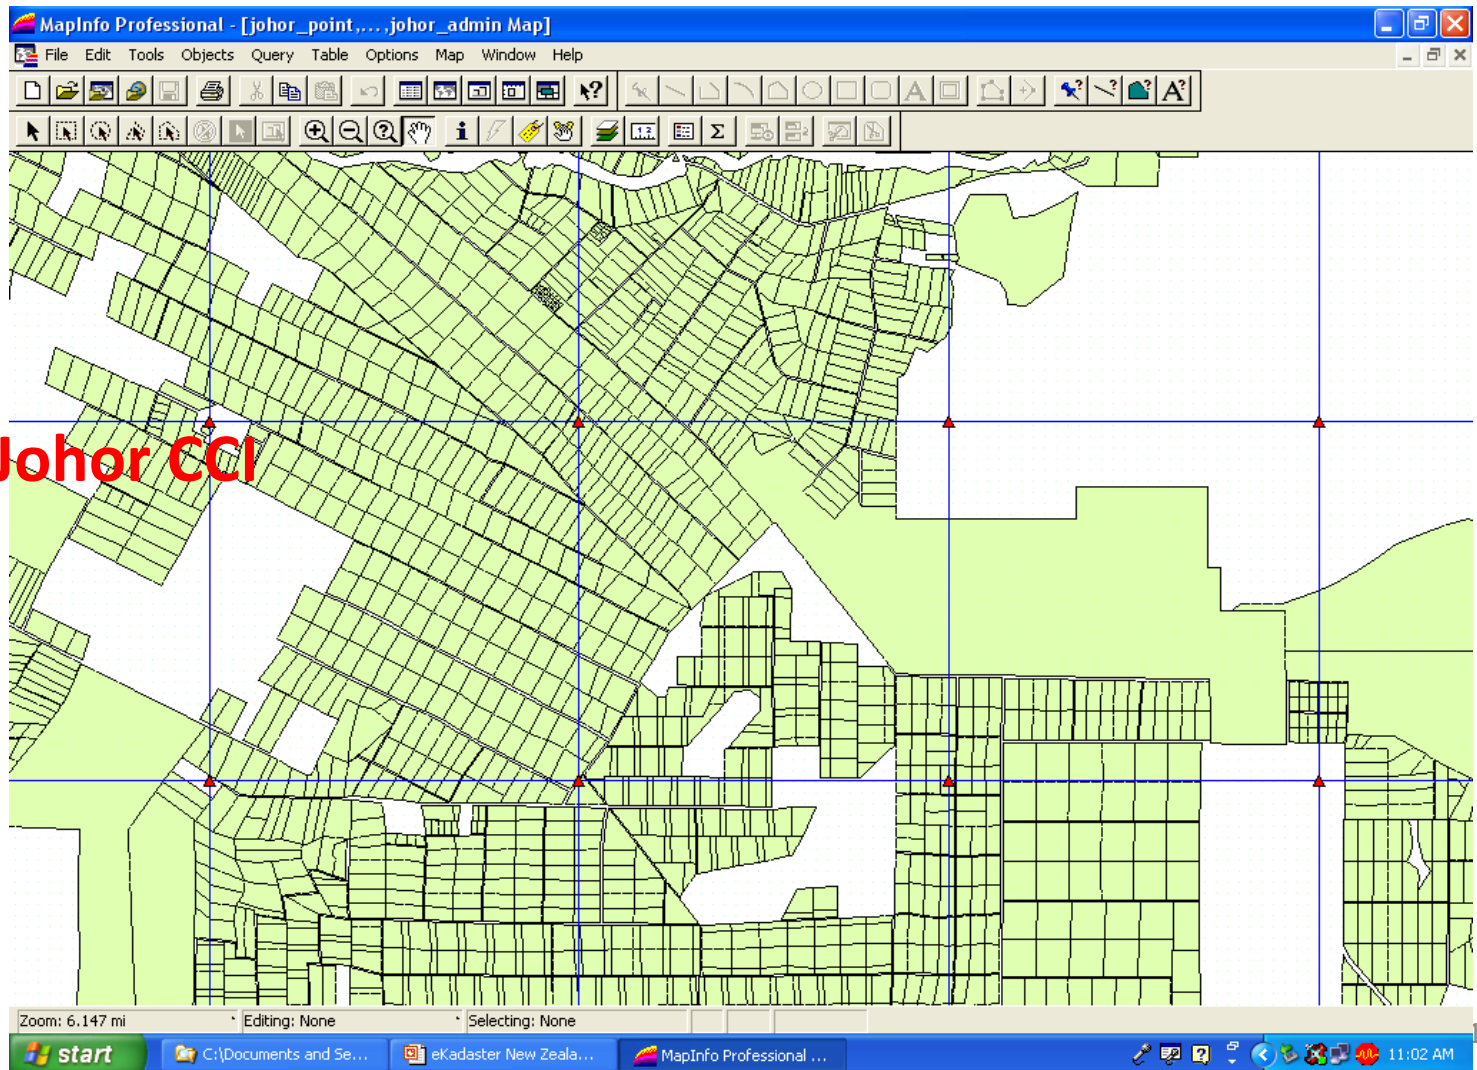 MapInfo Professional - [johor_point,...,johor_admin Map]
File Edit Tools Objects Query Table Options Map Window Help
Johor CCI
Zoom: 6.147 mi Editing: None Selecting: None
start C:\Documents and Se... eKadaster New Zeala... MapInfo Professional ... 11:02 AM